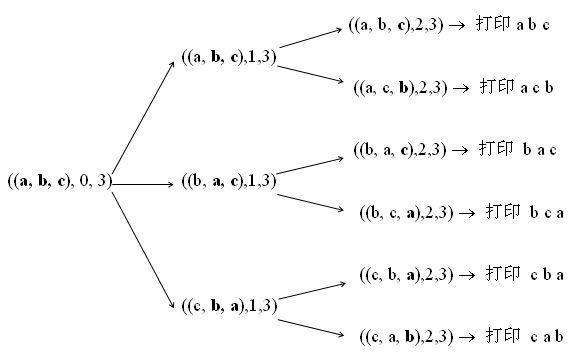 ((a, b, c),2,3) → 打印 a b c
((a, b, c),1,3)
((a, c, b),2,3) → 打印 a c b
((b, a, c),2,3) → 打印 b a c
((a, b, c), 0, 3)
((b, a, c),1,3)
((b, c, a),2,3) → 打印 b c a
((c, b, a),2,3) → 打印 c b a
((c, b, a),1,3)
((c, a, b),2,3) → 打印 c a b